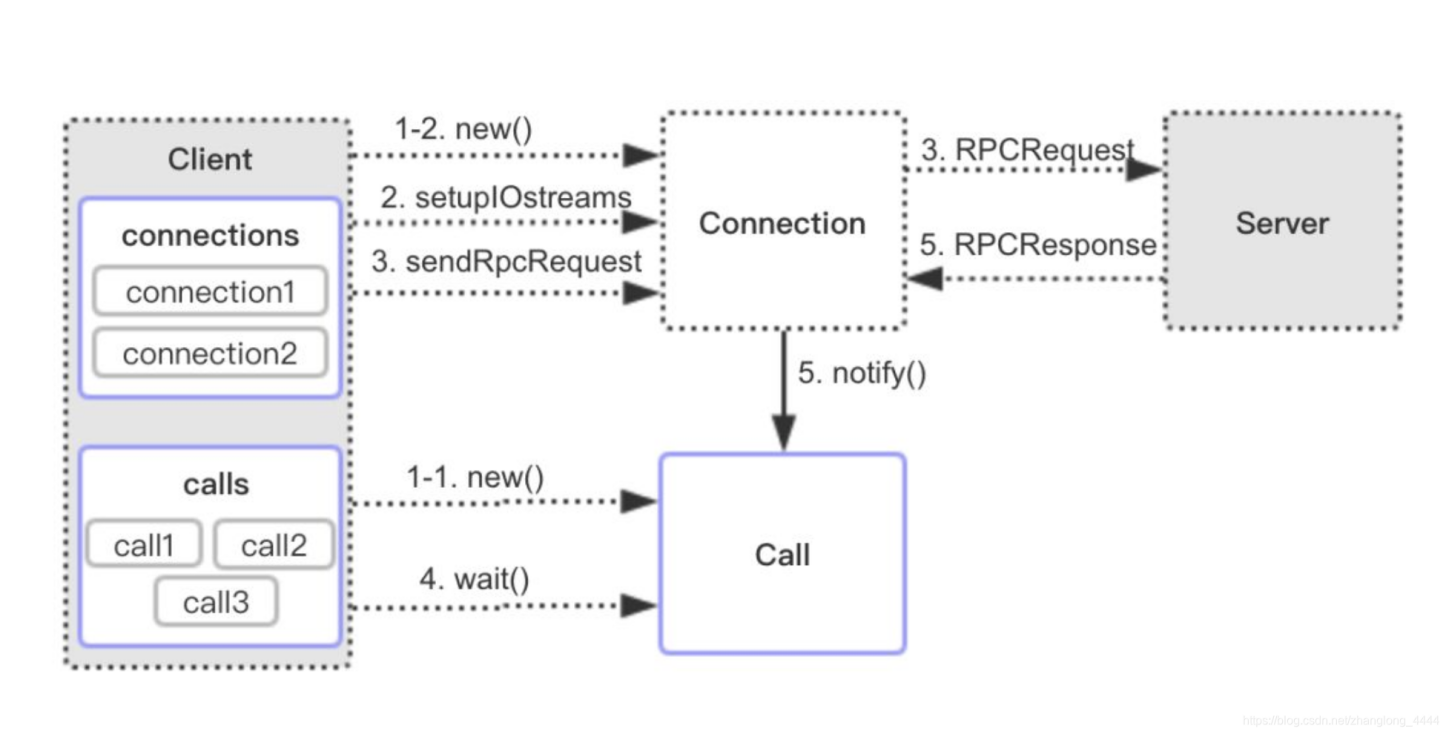 Client
connections
connection1
connection2
calls
call1
call2
call3
1-2. new()
2. setupIOstreams
3. sendRpcRequest
Connection
3. RPCRequest
5. RPCResponse
Server
5. notify()
1-1. new()
4. wait()
Call
https://blog.csdn.net/zhanglong_4444